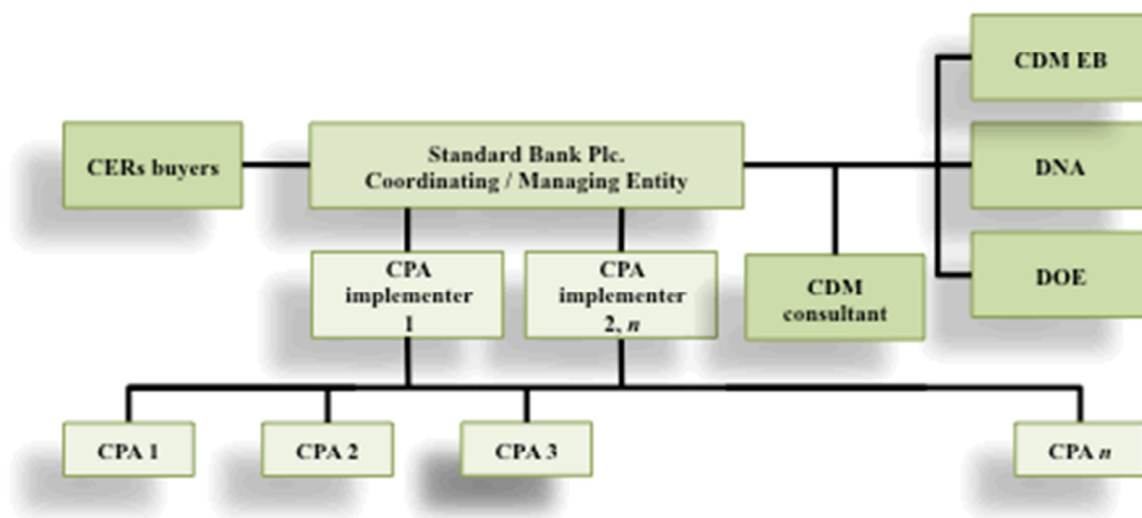 CDM EB
CERs buyers
Standard Bank Plc.
Coordinating / Managing Entity
DNA
CPA
implementer
1
CPA
implementer
2, n
CDM
consultant
DOE
CPA 1
CPA 2
CPA 3
CPA n